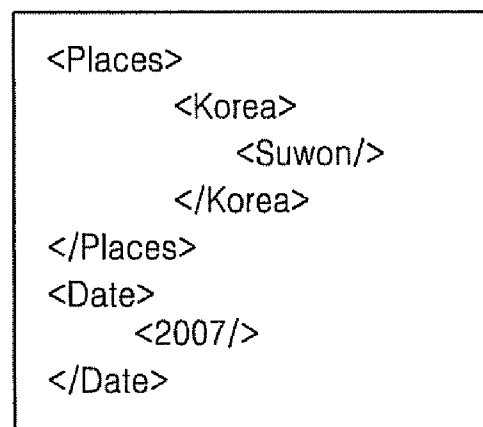 <Places>
<Korea>
<Suwon/>
</Korea>
</Places>
<Date>
<2007/>
</Date>